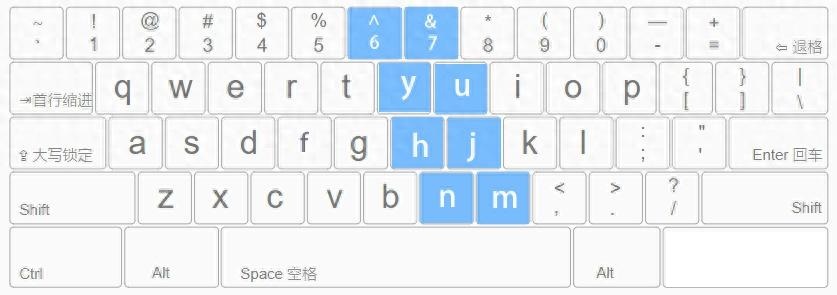 ~ ! @ # $ % ^ & * ( ) — +
` 1 2 3 4 5 6 7 8 9 0 - = ⇦ 退格
⇥首行缩进 q w e r t y u i o p { [ } ] | \
⇪大写锁定 a s d f g h j k l : ; " ' Enter 回车
Shift z x c v b n m < , > . ? / Shift
Ctrl Alt Space 空格 Alt